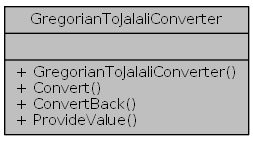 GregorianToJalaliConverter
+ GregorianToJalaliConverter()
+ Convert()
+ ConvertBack()
+ ProvideValue()